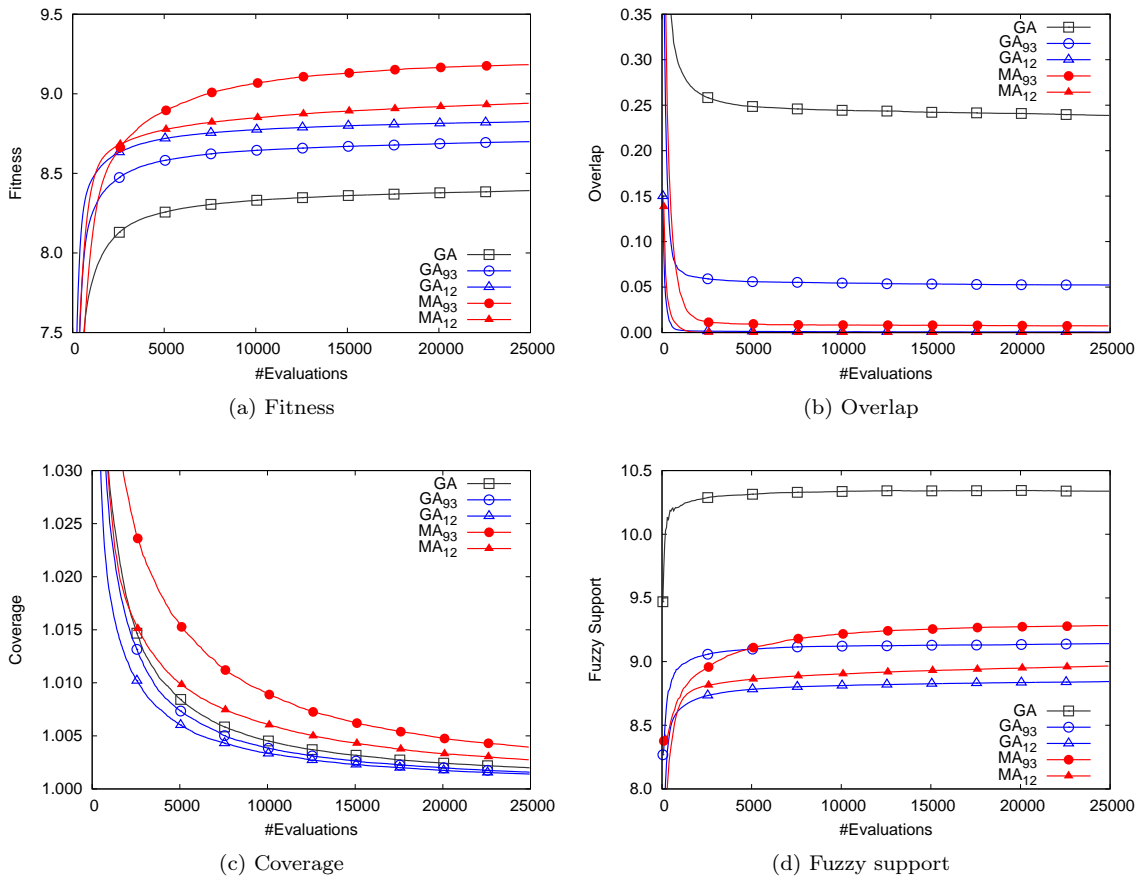 9.5
9.0
8.5
8.0
7.5
Fitness
GA
GA93
GA12
MA93
MA12
0 5000 10000 15000 20000 25000
#Evaluations
(a) Fitness
0.35
0.30
0.25
0.20
0.15
0.10
0.05
0.00
Overlap
GA
GA93
GA12
MA93
MA12
0 5000 10000 15000 20000 25000
#Evaluations
(b) Overlap
1.030
1.025
1.020
1.015
1.010
1.005
1.000
Coverage
GA
GA93
GA12
MA93
MA12
0 5000 10000 15000 20000 25000
#Evaluations
(c) Coverage
10.5
10.0
9.5
9.0
8.5
8.0
Fuzzy Support
GA
GA93
GA12
MA93
MA12
0 5000 10000 15000 20000 25000
#Evaluations
(d) Fuzzy support